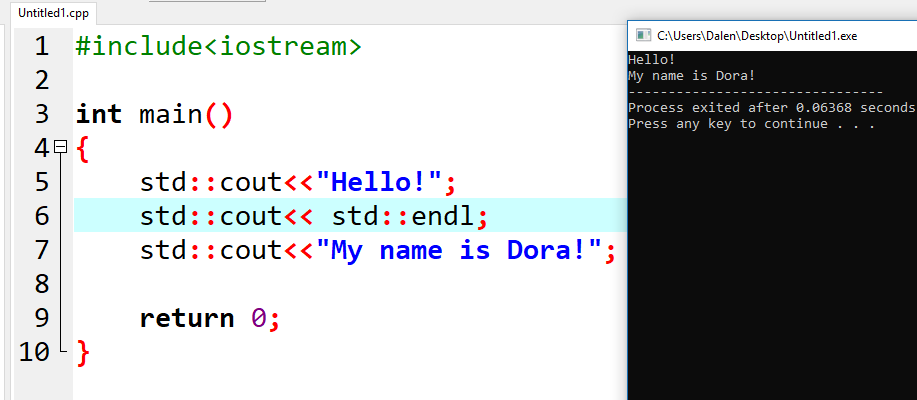 Untitled1.cpp
1 #include<iostream>
2
3 int main()
4 {
5 std::cout<<"Hello!";
6 std::cout<< std::endl;
7 std::cout<<"My name is Dora!";
8
9 return 0;
10 }
C:\Users\Dalen\Desktop\Untitled1.exe
Hello!
My name is Dora!
--------------------------------
Process exited after 0.06368 seconds
Press any key to continue . . .